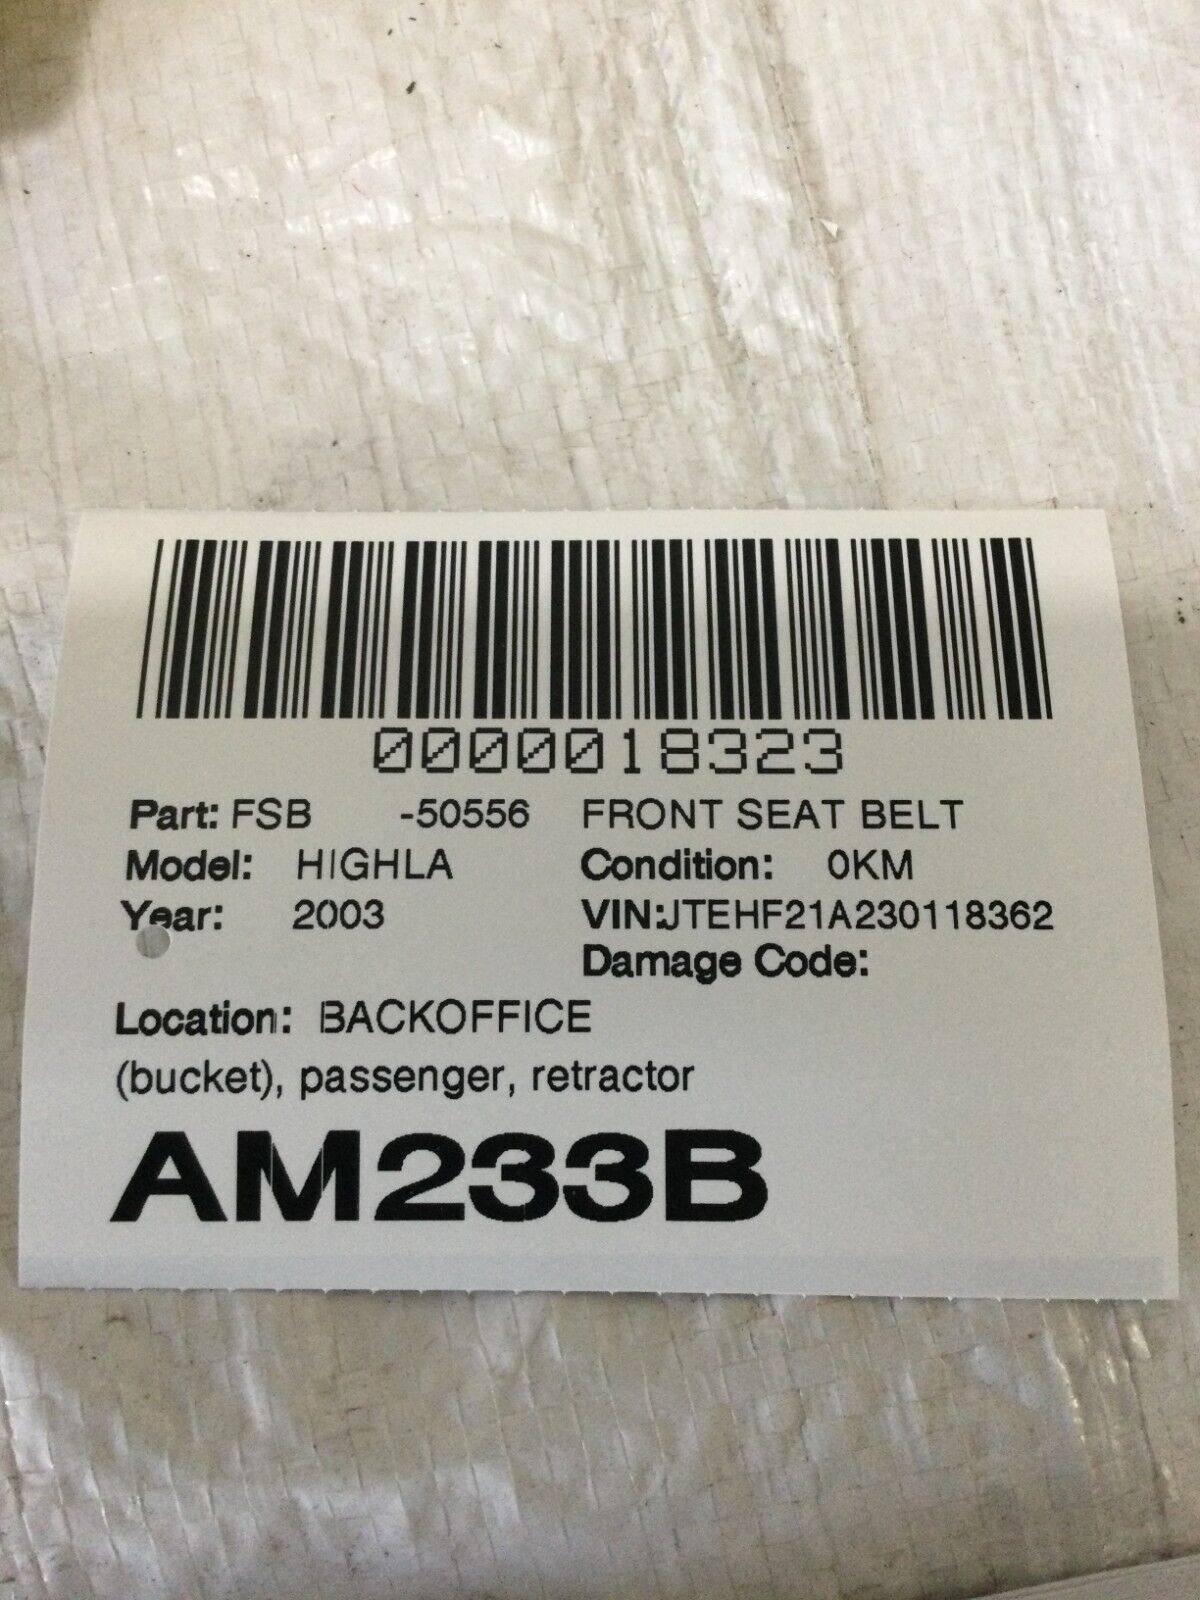 0000018323
Part: FSB -50556 FRONT SEAT BELT
Model: HIGHLA Condition: 0KM
Year: 2003 VIN:JTEHF21A230118362
Damage Code:
Location: BACKOFFICE
(bucket), passenger, retractor
AM233B